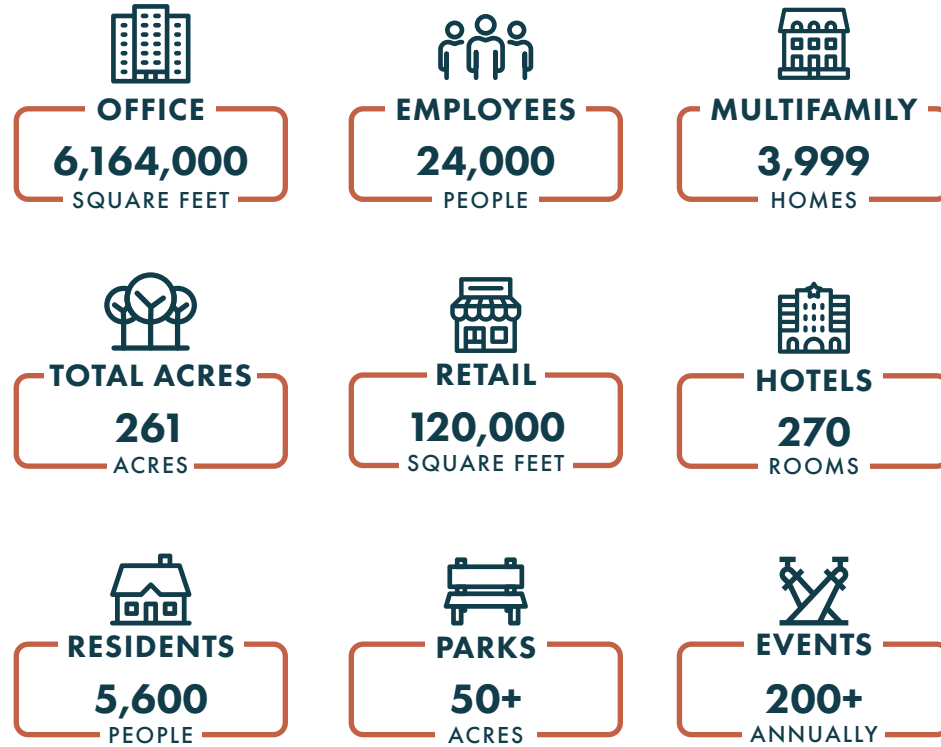 OFFICE
6,164,000
SQUARE FEET
EMPLOYEES
24,000
PEOPLE
MULTIFAMILY
3,999
HOMES
TOTAL ACRES
261
ACRES
RETAIL
120,000
SQUARE FEET
HOTELS
270
ROOMS
RESIDENTS
5,600
PEOPLE
PARKS
50+
ACRES
EVENTS
200+
ANNUALLY